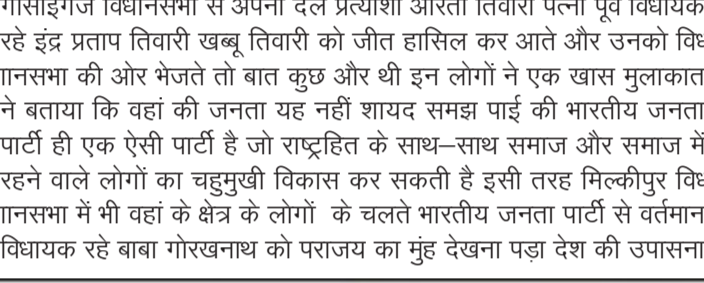 गोसाईगंज विधानसभा से अपना दल प्रत्याशी आरती तिवारी पत्नी पूर्व विधायक
रहे इंद्र प्रताप तिवारी खब्बू तिवारी को जीत हासिल कर आते और उनको विध
ानसभा की ओर भेजते तो बात कुछ और थी इन लोगों ने एक खास मुलाकात
ने बताया कि वहां की जनता यह नहीं शायद समझ पाई की भारतीय जनता
पार्टी ही एक ऐसी पार्टी है जो राष्ट्रहित के साथ–साथ समाज और समाज में
रहने वाले लोगों का चहुमुखी विकास कर सकती है इसी तरह मिल्कीपुर विध
ानसभा में भी वहां के क्षेत्र के लोगों के चलते भारतीय जनता पार्टी से वर्तमान
विधायक रहे बाबा गोरखनाथ को पराजय का मुंह देखना पड़ा देश की उपासना